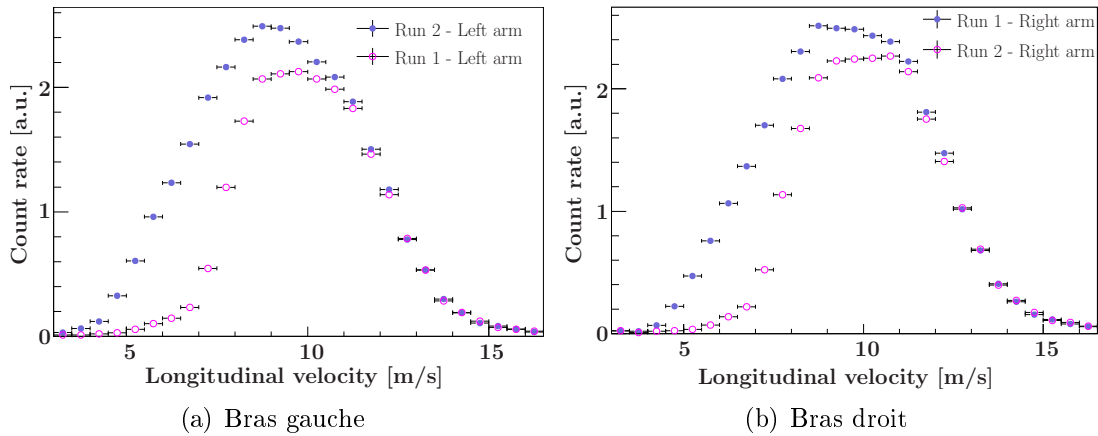 Run 2 - Left arm
Run 1 - Left arm
Count rate [a.u.]
2
1
0
5
10
15
Longitudinal velocity [m/s]
(a) Bras gauche
Run 1 - Right arm
Run 2 - Right arm
Count rate [a.u.]
2
1
0
5
10
15
Longitudinal velocity [m/s]
(b) Bras droit